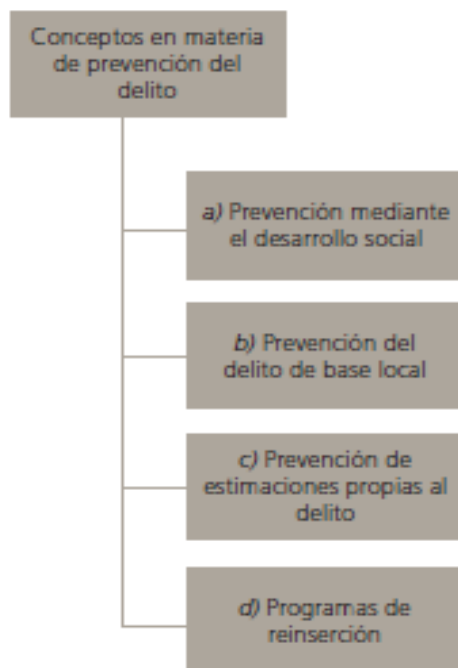 Conceptos en materia
de prevención del
delito
a) Prevención mediante
el desarrollo social
b) Prevención del
delito de base local
c) Prevención de
estimaciones propias al
delito
d) Programas de
reinserción